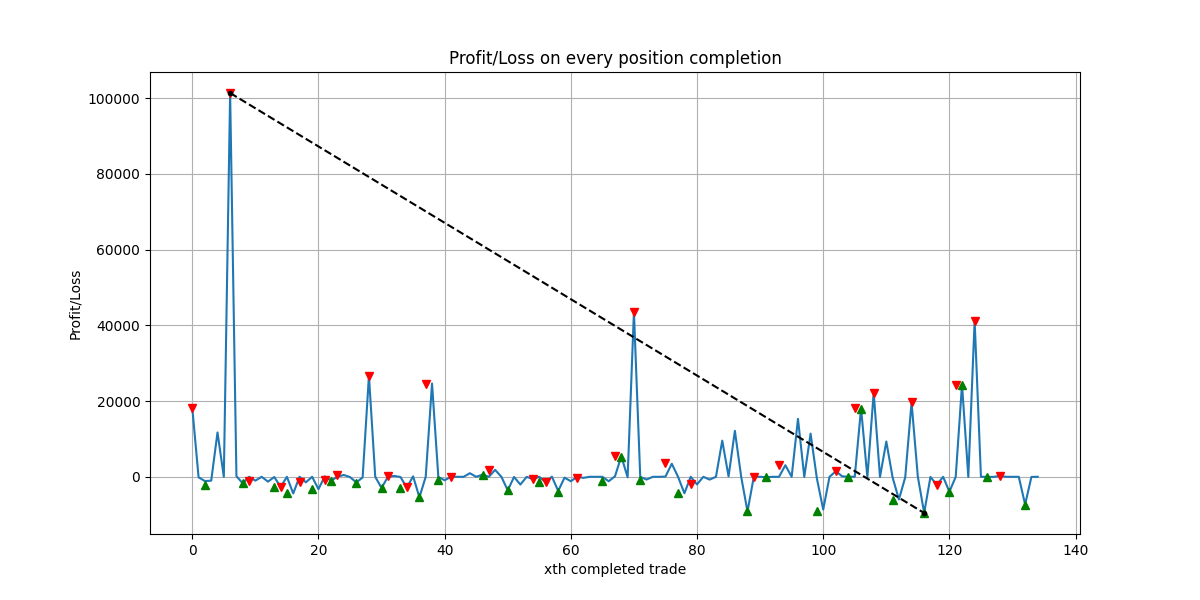 Profit/Loss on every position completion
100000
80000
60000
40000
20000
0
Profit/Loss
0 20 40 60 80 100 120 140
xth completed trade